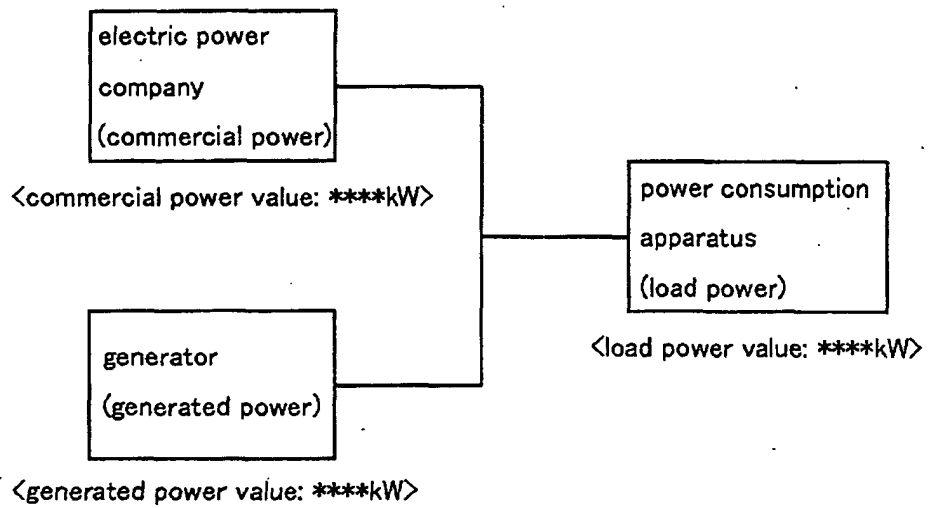 electric power
company
(commercial power)
<commercial power value: ****kW>
power consumption
apparatus
(load power)
<load power value: ****kW>
generator
(generated power)
<generated power value: ****kW>